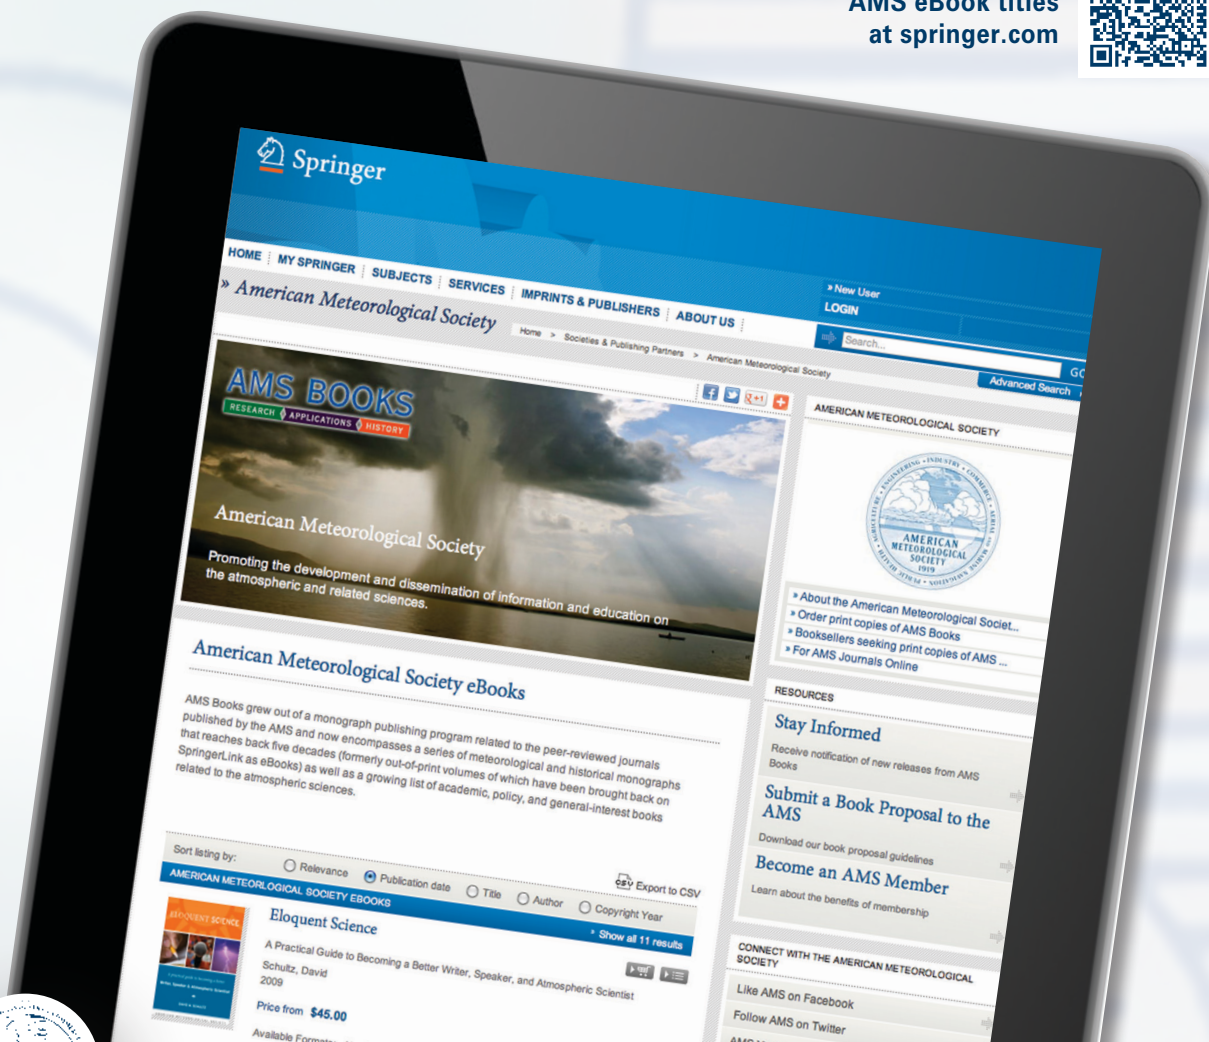 AMS eBook titles
at springer.com
Springer
HOME
MY SPRINGER
SUBJECTS
SERVICES
IMPRINTS & PUBLISHERS
ABOUT US
» New User
LOGIN
Search...
Advanced Search
» American Meteorological Society
Home > Societies & Publishing Partners > American Meteorological Society
AMS BOOKS
RESEARCH APPLICATIONS HISTORY
American Meteorological Society
Promoting the development and dissemination of information and education on
the atmospheric and related sciences.
AMERICAN METEOROLOGICAL SOCIETY
AMERICAN
METEOROLOGICAL
SOCIETY
1919
» About the American Meteorological Societ...
» Order print copies of AMS Books
» Booksellers seeking print copies of AMS ...
» For AMS Journals Online
American Meteorological Society eBooks
AMS Books grew out of a monograph publishing program related to the peer-reviewed journals
published by the AMS and now encompasses a series of meteorological and historical monographs
that reaches back five decades (formerly out-of-print volumes of which have been brought back on
SpringerLink as eBooks) as well as a growing list of academic, policy, and general-interest books
related to the atmospheric sciences.
RESOURCES
Stay Informed
Receive notification of new releases from AMS
Books
Submit a Book Proposal to the
AMS
Download our book proposal guidelines
Become an AMS Member
Learn about the benefits of membership
Sort listing by:
Relevance
Publication date
Title
Author
Copyright Year
Export to CSV
AMERICAN METEORLOGICAL SOCIETY EBOOKS
» Show all 11 results
ELOQUENT SCIENCE
Eloquent Science
A Practical Guide to Becoming a Better Writer, Speaker, and Atmospheric Scientist
Schultz, David
2009
Price from $45.00
CONNECT WITH THE AMERICAN METEOROLOGICAL
SOCIETY
Like AMS on Facebook
Follow AMS on Twitter